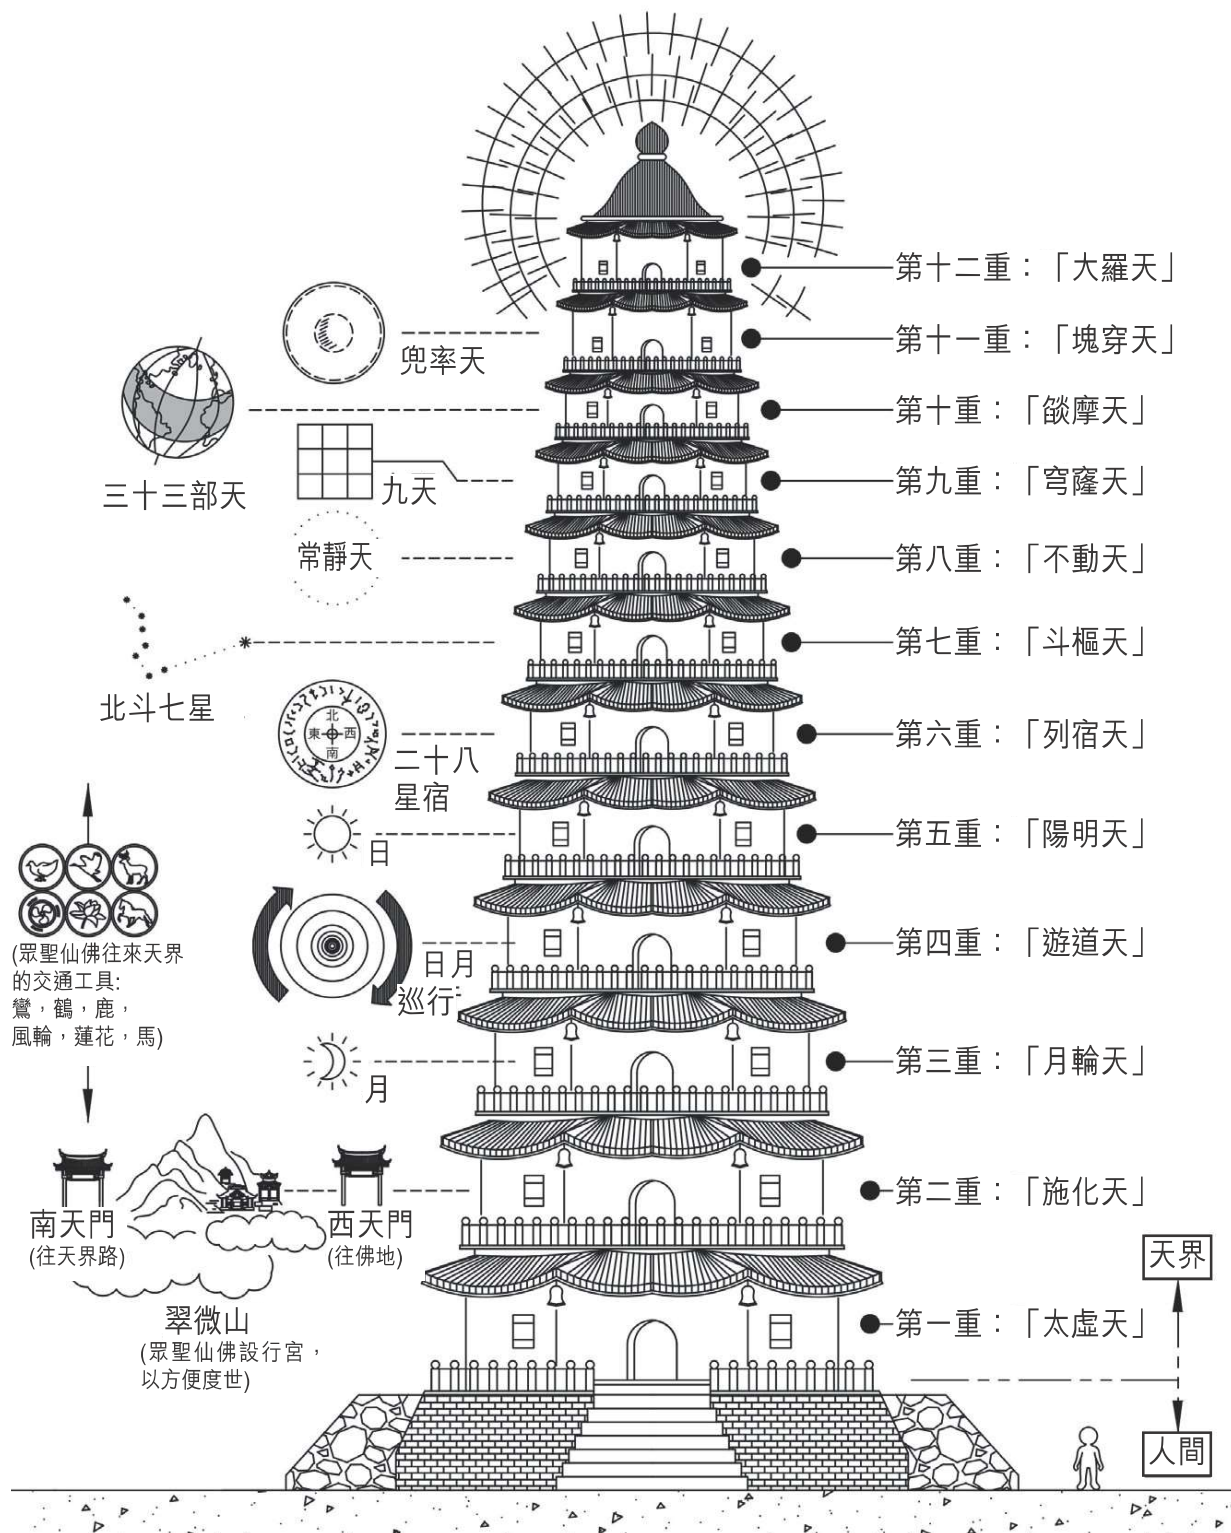 第十二重：「大羅天」
第十一重：「塊穿天」
兜率天
第十重：「燄摩天」
三十三部天
第九重：「穹窿天」
九天
第八重：「不動天」
常靜天
第七重：「斗樞天」
北斗七星
第六重：「列宿天」
北
東 西
南
二十八
星宿
第五重：「陽明天」
日
第四重：「遊道天」
日月
巡行
(眾聖仙佛往來天界
的交通工具:
鸞，鶴，鹿，
風輪，蓮花，馬)
第三重：「月輪天」
月
第二重：「施化天」
南天門
(往天界路)
西天門
(往佛地)
翠微山
(眾聖仙佛設行宮，
以方便度世)
第一重：「太虛天」
天界
人間